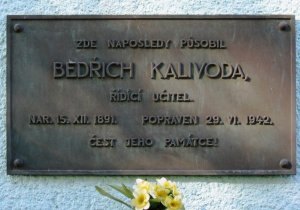 ZDE NAPOSLEDY PŮSOBIL
BEDŘICH KALIVODA,
ŘÍDÍCÍ UČITEL.
NAR. 15. XII. 1891. POPRAVEN 29. VI. 1942.
ČEST JEHO PAMÁTCE!